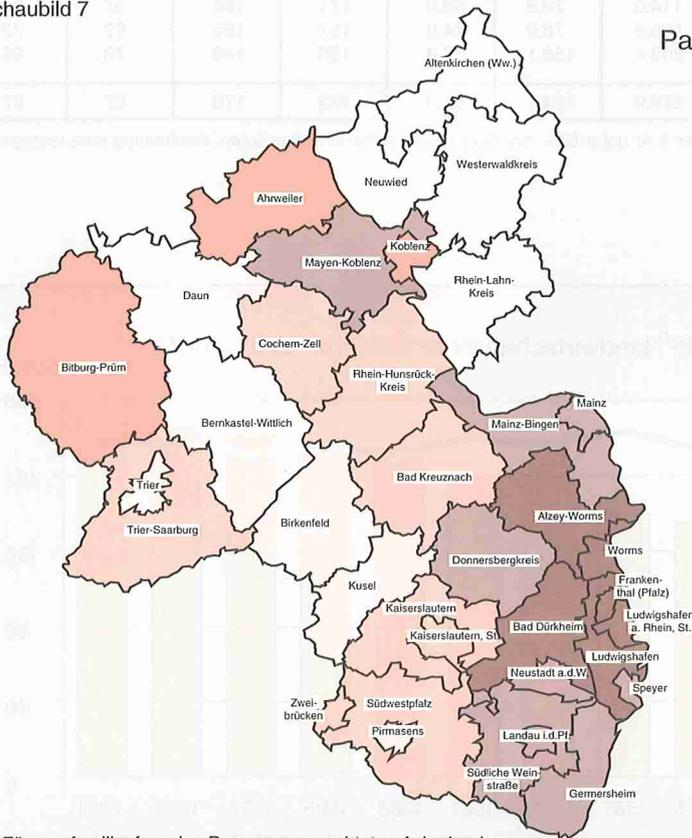 chaubild 7
Pa
Altenkirchen (Ww.)
Westerwaldkreis
Neuwied
Ahrweiler
Koblenz
Mayen-Koblenz
Rhein-Lahn-
Kreis
Daun
Cochem-Zell
Bitburg-Prüm
Rhein-Hunsrück-
Kreis
Mainz
Bernkastel-Wittlich
Mainz-Bingen
Bad Kreuznach
Trier
Alzey-Worms
Birkenfeld
Trier-Saarburg
Worms
Donnersbergkreis
Franken-
thal (Pfalz)
Kusel
Kaiserslautern
Ludwigshafen
a. Rhein, St.
Bad Dürkheim
Kaiserslautern, St.
Ludwigshafen
Neustadt a.d.W.
Speyer
Zwei-
brücken
Südwestpfalz
Pirmasens
Landau i.d.Pf.
Südliche Wein-
straße
Germersheim